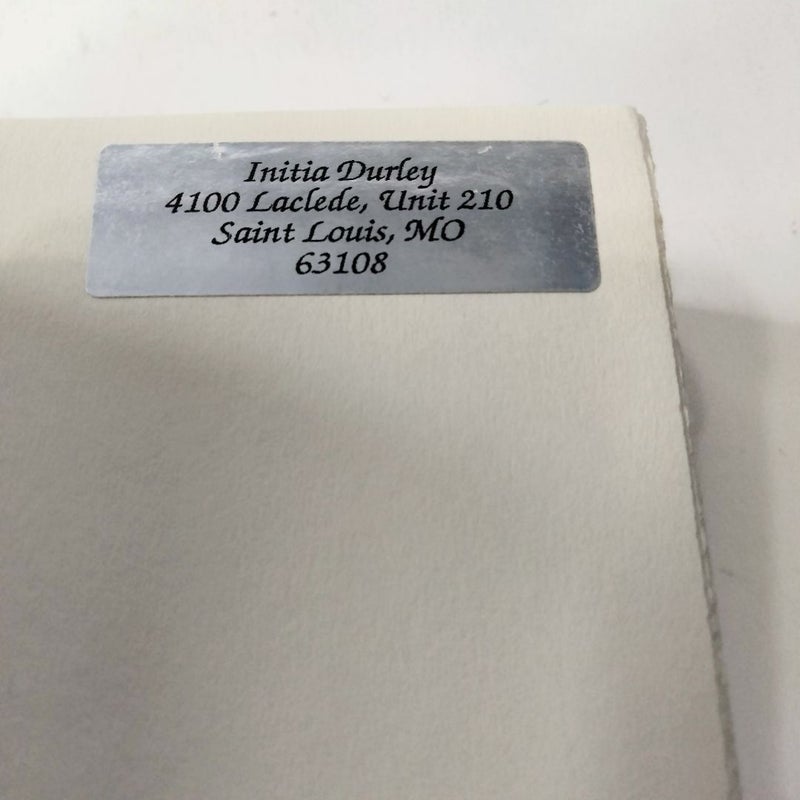 Initia Durley
4100 Laclede, Unit 210
Saint Louis, MO
63108